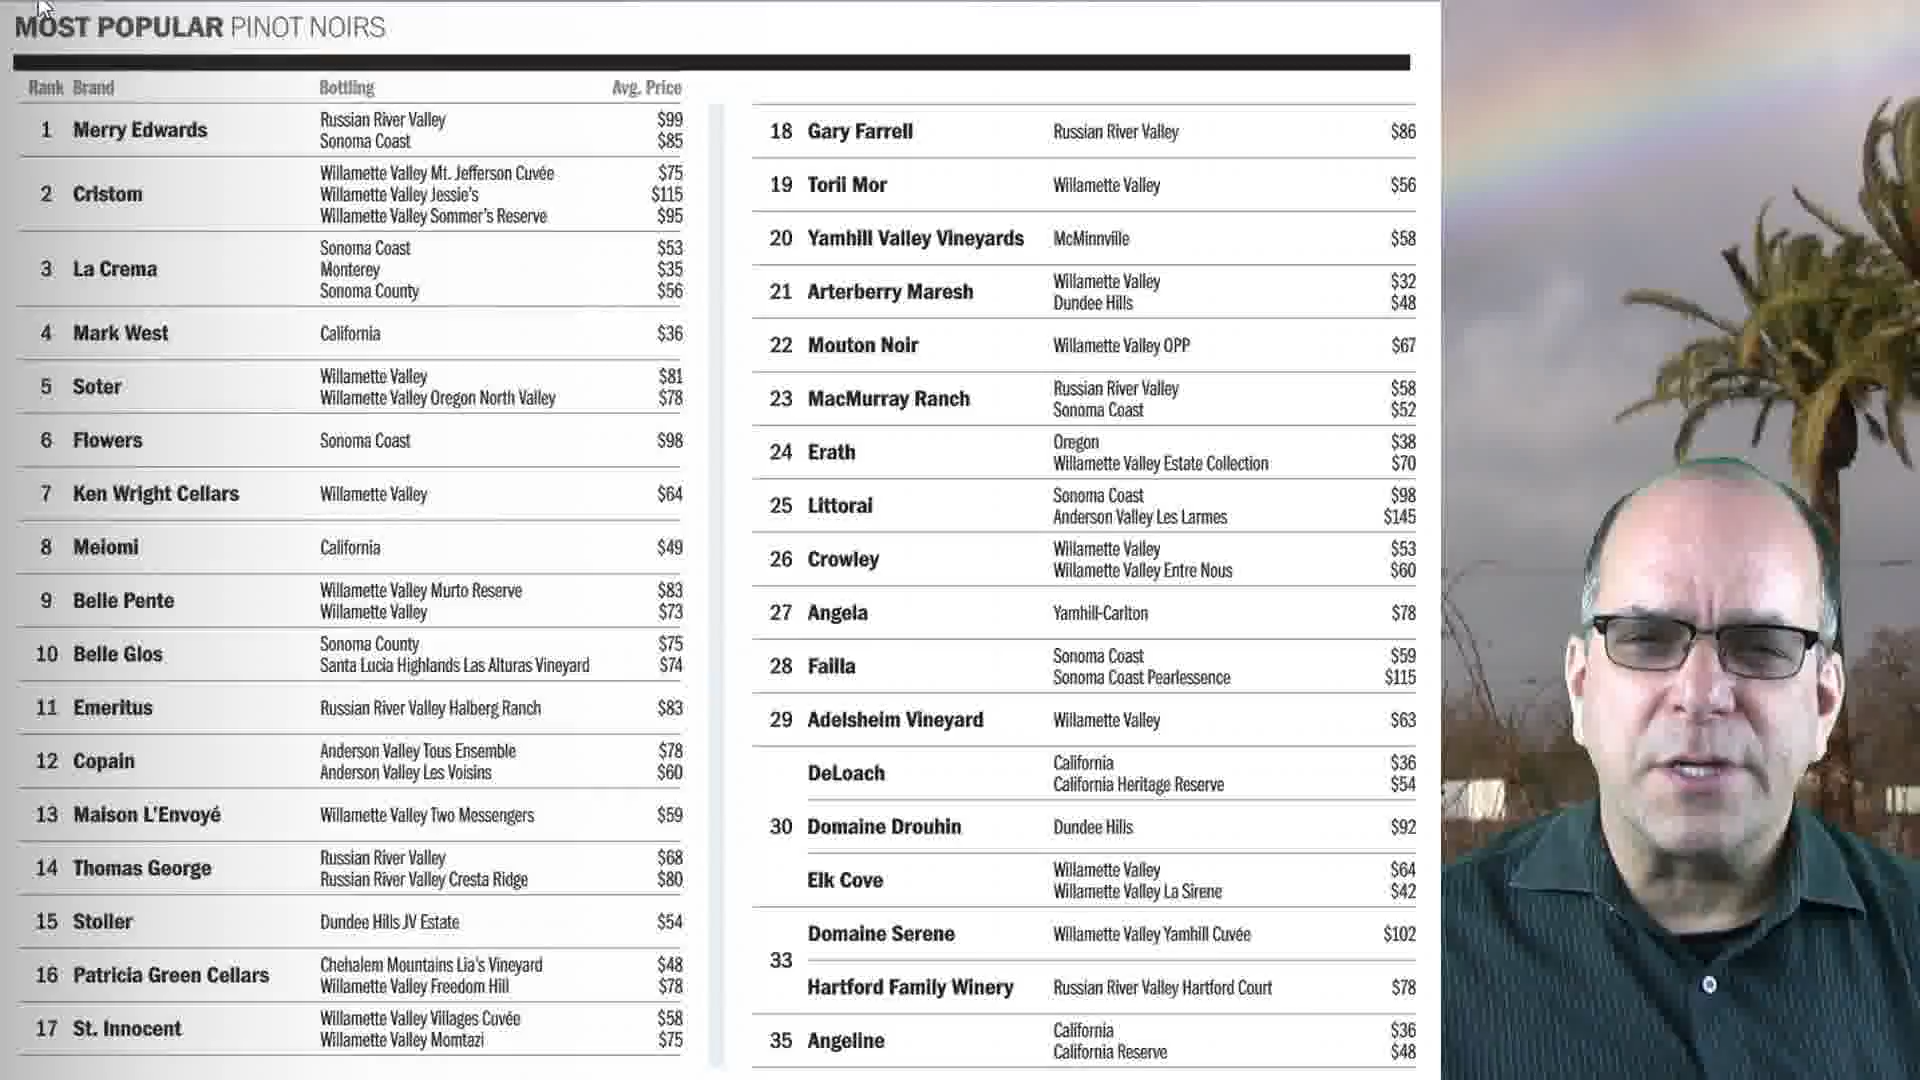 MOST POPULAR PINOT NOIRS
Rank Brand Bottling Avg. Price
1 Merry Edwards Russian River Valley $99
Sonoma Coast $85
2 Cristom Willamette Valley Mt. Jefferson Cuvée $75
Willamette Valley Jessie's $115
Willamette Valley Sommer's Reserve $95
3 La Crema Sonoma Coast $53
Monterey $35
Sonoma County $56
4 Mark West California $36
5 Soter Willamette Valley $81
Willamette Valley Oregon North Valley $78
6 Flowers Sonoma Coast $98
7 Ken Wright Cellars Willamette Valley $64
8 Meiomi California $49
9 Belle Pente Willamette Valley Murto Reserve $83
Willamette Valley $73
10 Belle Glos Sonoma County $75
Santa Lucia Highlands Las Alturas Vineyard $74
11 Emeritus Russian River Valley Halberg Ranch $83
12 Copain Anderson Valley Tous Ensemble $78
Anderson Valley Les Voisins $60
13 Maison L'Envoyé Willamette Valley Two Messengers $59
14 Thomas George Russian River Valley $68
Russian River Valley Cresta Ridge $80
15 Stoller Dundee Hills JV Estate $54
16 Patricia Green Cellars Chehalem Mountains Lia's Vineyard $48
Willamette Valley Freedom Hill $78
17 St. Innocent Willamette Valley Villages Cuvée $58
Willamette Valley Momtazi $75
18 Gary Farrell Russian River Valley $86
19 Torii Mor Willamette Valley $56
20 Yamhill Valley Vineyards McMinnville $58
21 Arterberry Maresh Willamette Valley $32
Dundee Hills $48
22 Mouton Noir Willamette Valley OPP $67
23 MacMurray Ranch Russian River Valley $58
Sonoma Coast $52
24 Erath Oregon $38
Willamette Valley Estate Collection $70
25 Littorai Sonoma Coast $98
Anderson Valley Les Larmes $145
26 Crowley Willamette Valley $53
Willamette Valley Entre Nous $60
27 Angela Yamhill-Carlton $78
28 Failla Sonoma Coast $59
Sonoma Coast Pearlessence $115
29 Adelsheim Vineyard Willamette Valley $63
DeLoach California $36
California Heritage Reserve $54
30 Domaine Drouhin Dundee Hills $92
Elk Cove Willamette Valley $64
Willamette Valley La Sirene $42
Domaine Serene Willamette Valley Yamhill Cuvée $102
33
Hartford Family Winery Russian River Valley Hartford Court $78
35 Angeline California $36
California Reserve $48